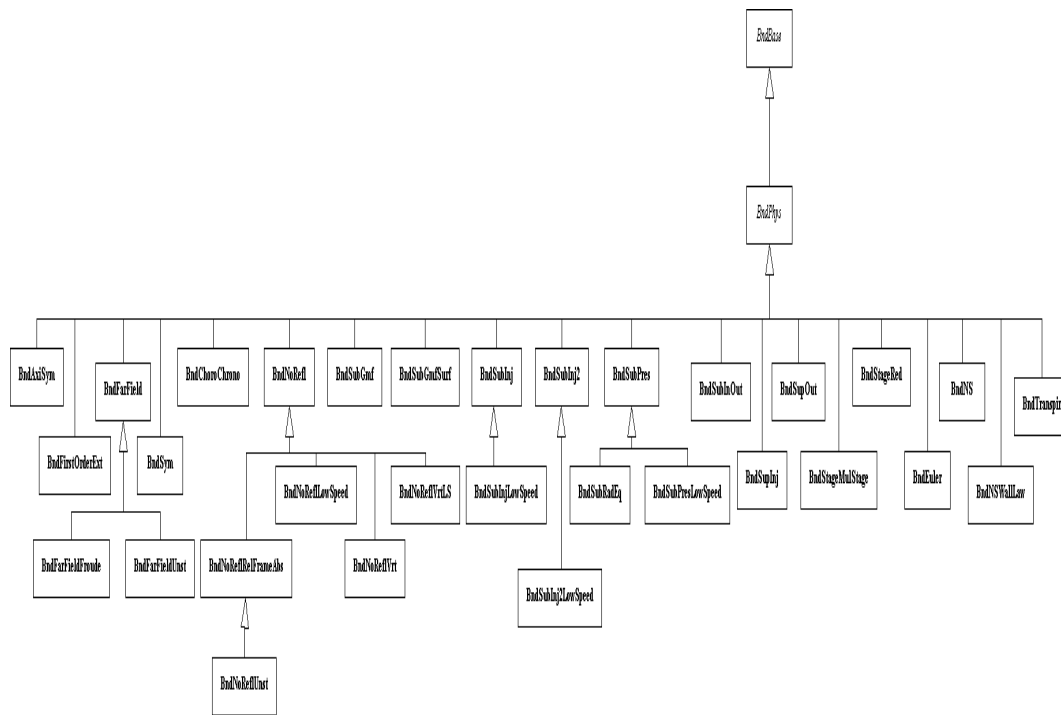 BndBase
BndPhys
BndAxiSym
BndFarField
BndChoroChrono
BndNoRefl
BndSubGmf
BndSubGmfSurf
BndSubInj
BndSubInj2
BndSubPres
BndSubInOut
BndSupOut
BndStageRed
BndNS
BndTranspir
BndFirstOrderExt
BndSym
BndNoReflLowSpeed
BndNoReflVrtLS
BndSubInjLowSpeed
BndSubRadEq
BndSubPresLowSpeed
BndSupInj
BndStageMulStage
BndEuler
BndNSWallLaw
BndFarFieldFroude
BndFarFieldUnst
BndNoReflRelFrameAbs
BndNoReflVrt
BndSubInj2LowSpeed
BndNoReflUnst